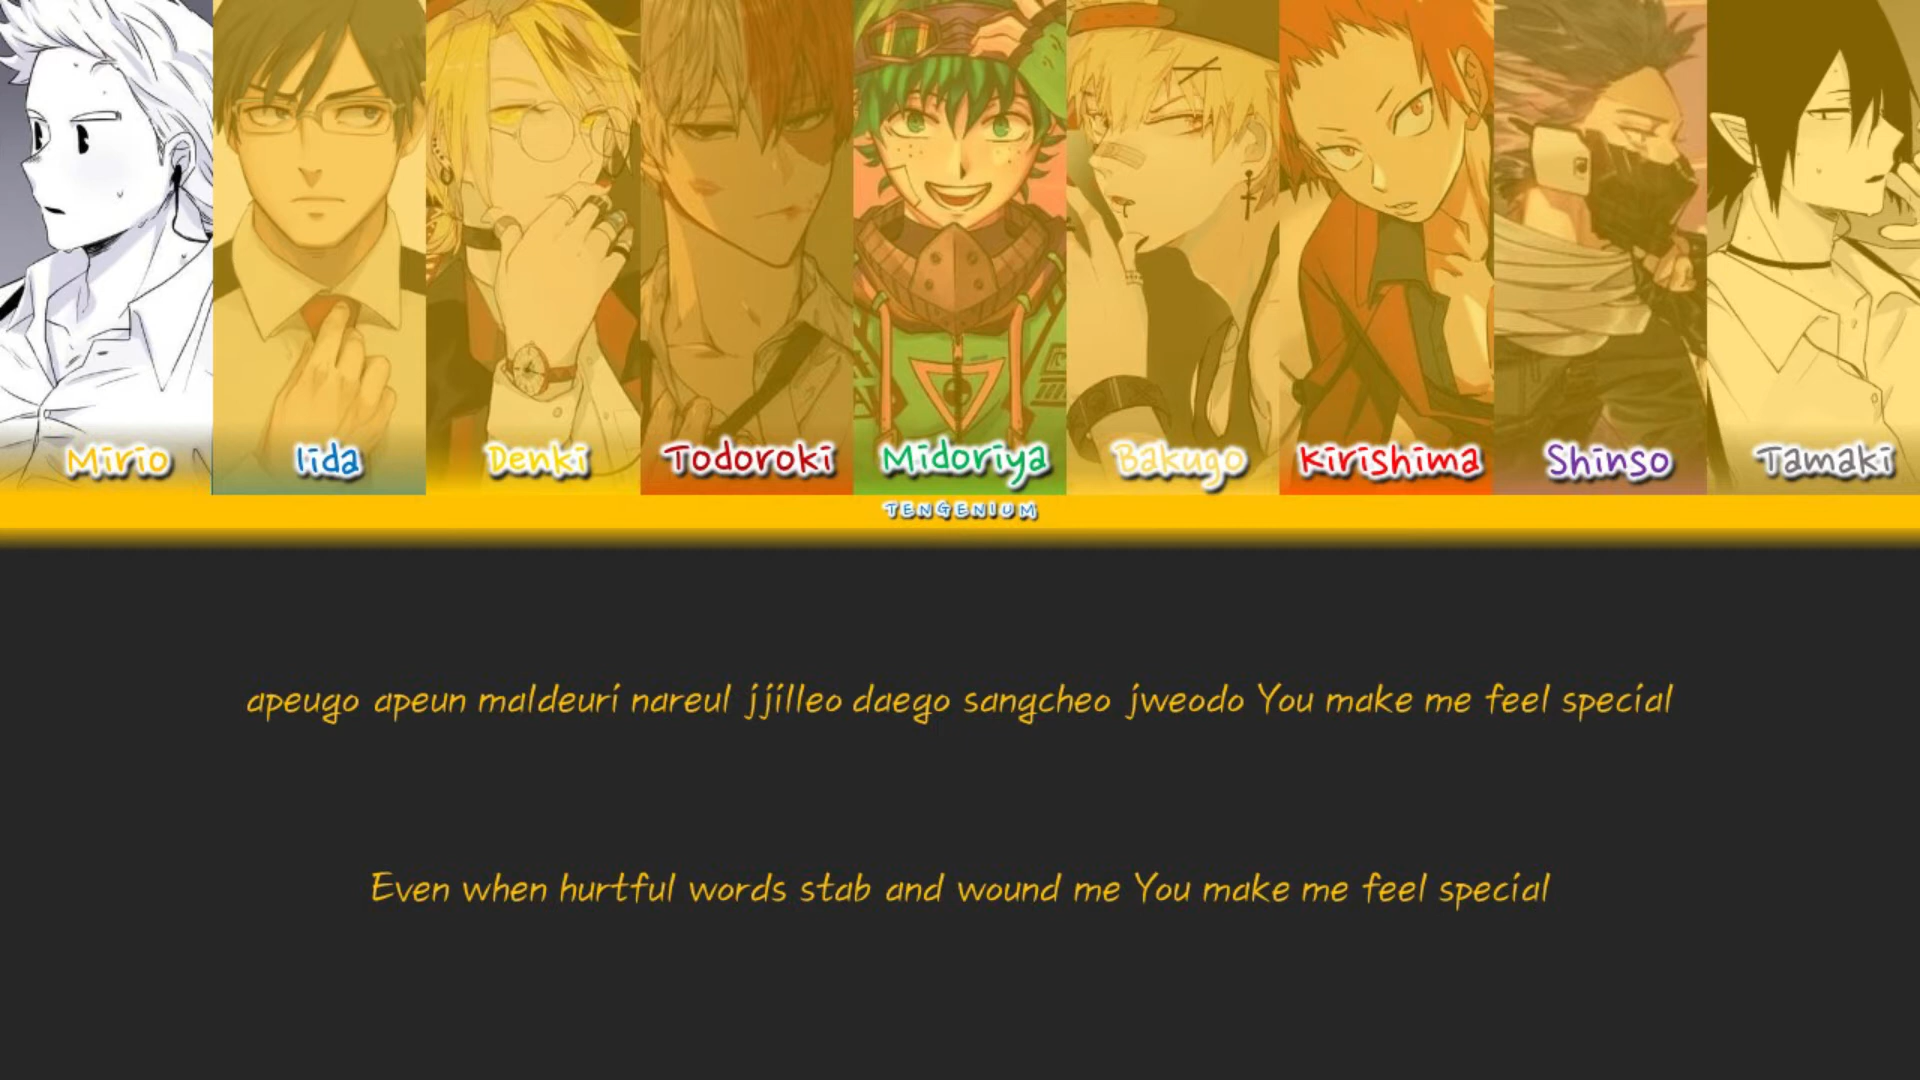 Mirio
Iida
Denki
Todoroki
Midoriya
Bakugo
Kirishima
Shinso
Tamaki
TENGENIUM
apeugo apeun maldeuri nareul jjilleo daego sangcheo jweodo You make me feel special
Even when hurtful words stab and wound me You make me feel special